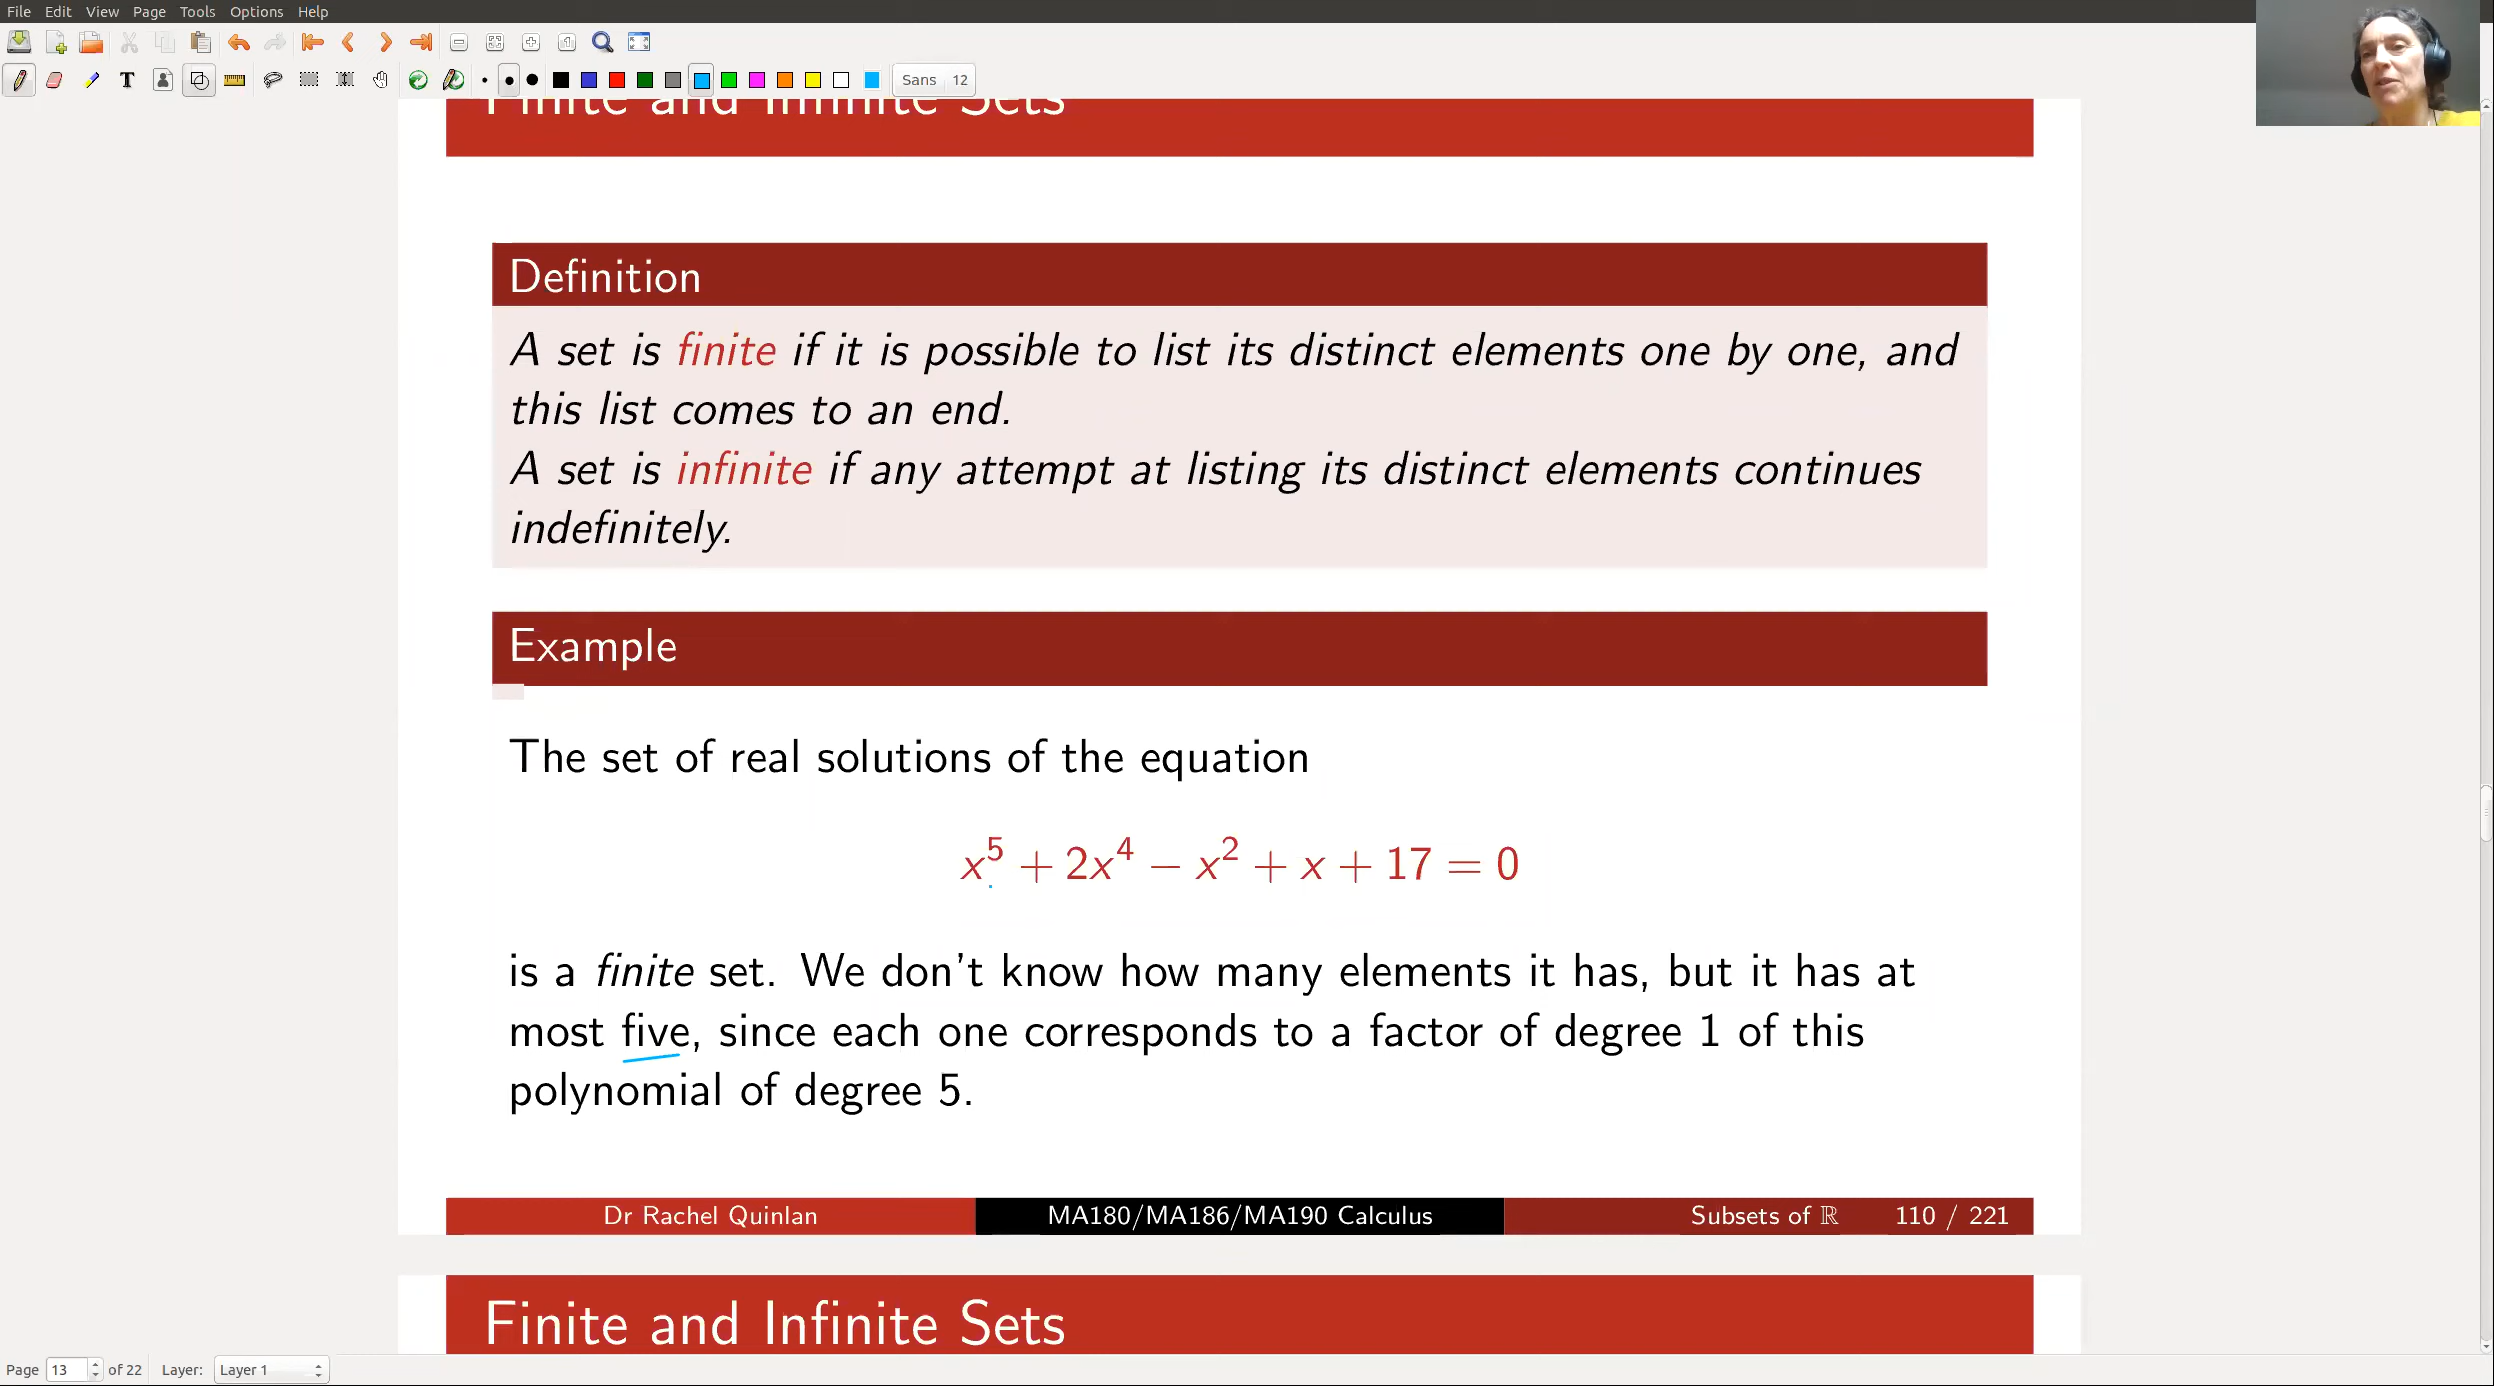 File Edit View Page Tools Options Help
Sans 12
Finite and Infinite Sets
Definition
A set is finite if it is possible to list its distinct elements one by one, and
this list comes to an end.
A set is infinite if any attempt at listing its distinct elements continues
indefinitely.
Example
The set of real solutions of the equation
x⁵ + 2x⁴ − x² + x + 17 = 0
is a finite set. We don't know how many elements it has, but it has at
most five, since each one corresponds to a factor of degree 1 of this
polynomial of degree 5.
Dr Rachel Quinlan MA180/MA186/MA190 Calculus Subsets of ℝ 110 / 221
Finite and Infinite Sets
Page 13 of 22 Layer: Layer 1